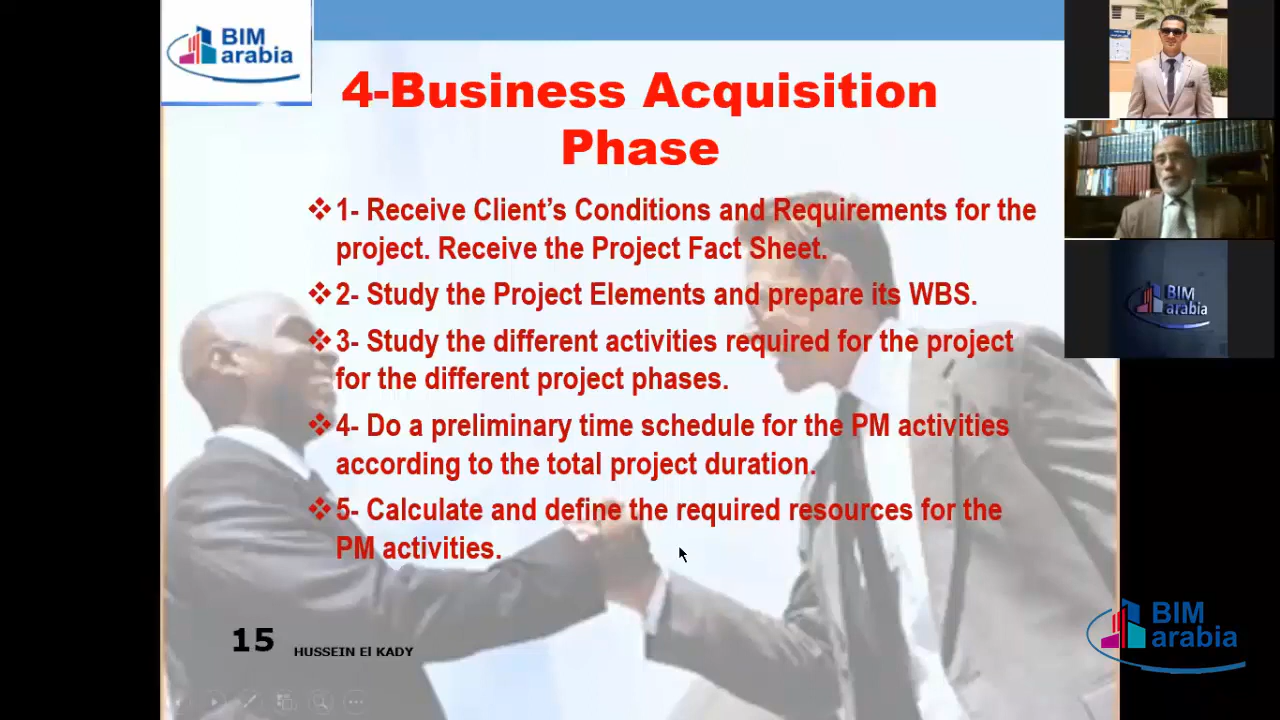 BIM
arabia
4-Business Acquisition
Phase
❖ 1- Receive Client’s Conditions and Requirements for the
project. Receive the Project Fact Sheet.
❖ 2- Study the Project Elements and prepare its WBS.
❖ 3- Study the different activities required for the project
for the different project phases.
❖ 4- Do a preliminary time schedule for the PM activities
according to the total project duration.
❖ 5- Calculate and define the required resources for the
PM activities.
15
HUSSEIN El KADY
BIM
arabia
BIM
arabia